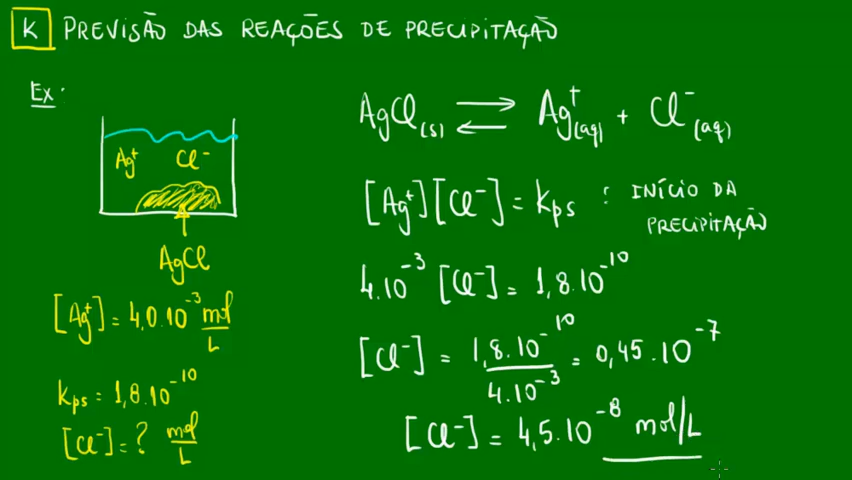 K PREVISÃO DAS REAÇÕES DE PRECIPITAÇÃO
Ex:
Ag⁺ Cl⁻
AgCl
[Ag⁺] = 4,0.10⁻³ mol/L
Kps = 1,8.10⁻¹⁰
[Cl⁻] = ? mol/L
AgCl(s) ⇌ Ag⁺(aq) + Cl⁻(aq)
[Ag⁺][Cl⁻] = Kps : INÍCIO DA
PRECIPITAÇÃO
4.10⁻³ [Cl⁻] = 1,8.10⁻¹⁰
[Cl⁻] = 1,8.10⁻¹⁰/4.10⁻³ = 0,45.10⁻⁷
[Cl⁻] = 4,5.10⁻⁸ mol/L